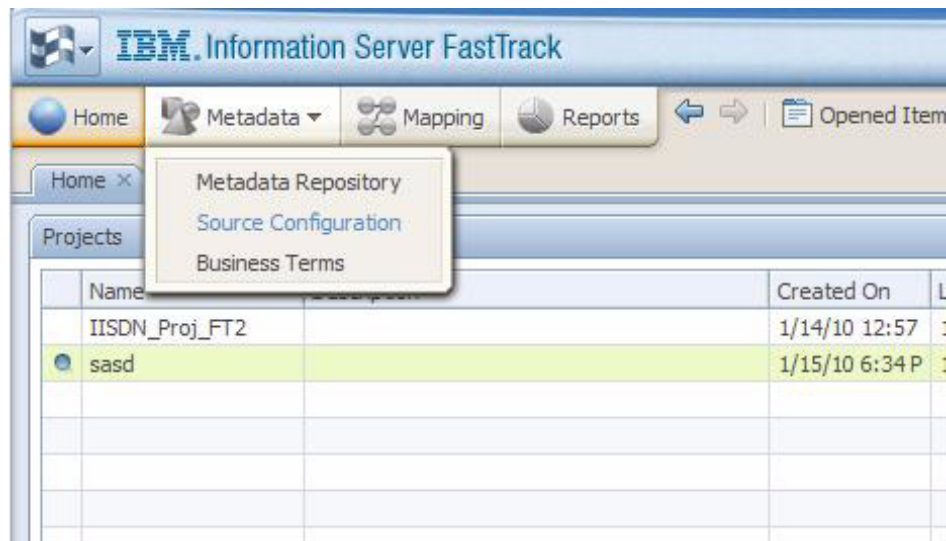 IBM. Information Server FastTrack
Home Metadata Mapping Reports Opened Item
Metadata Repository
Source Configuration
Business Terms
Home
Projects
Name Created On
IISDN_Proj_FT2 1/14/10 12:57
sasd 1/15/10 6:34 P